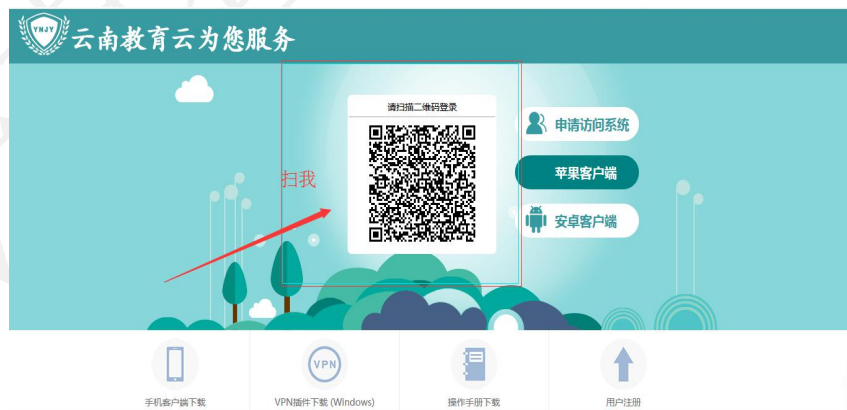 YNJY
云南教育云为您服务
请扫描二维码登录
扫我
申请访问系统
苹果客户端
安卓客户端
VPN
手机客户端下载
VPN插件下载 (Windows)
操作手册下载
用户注册